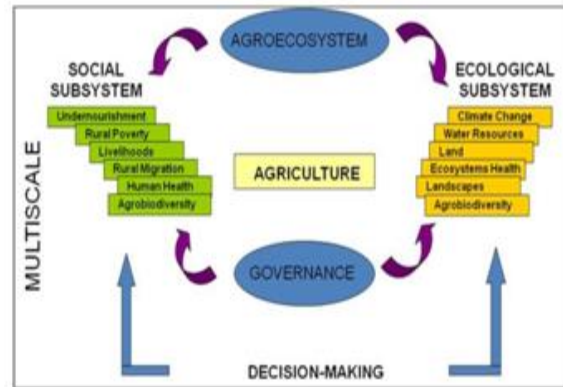 AGROECOSYSTEM
SOCIAL
SUBSYSTEM
ECOLOGICAL
SUBSYSTEM
Undernourishment
Rural Poverty
Livelihoods
Rural Migration
Human Health
Agrobiodiversity
Climate Change
Water Resources
Land
Ecosystems Health
Landscapes
Agrobiodiversity
AGRICULTURE
MULTISCALE
GOVERNANCE
DECISION-MAKING